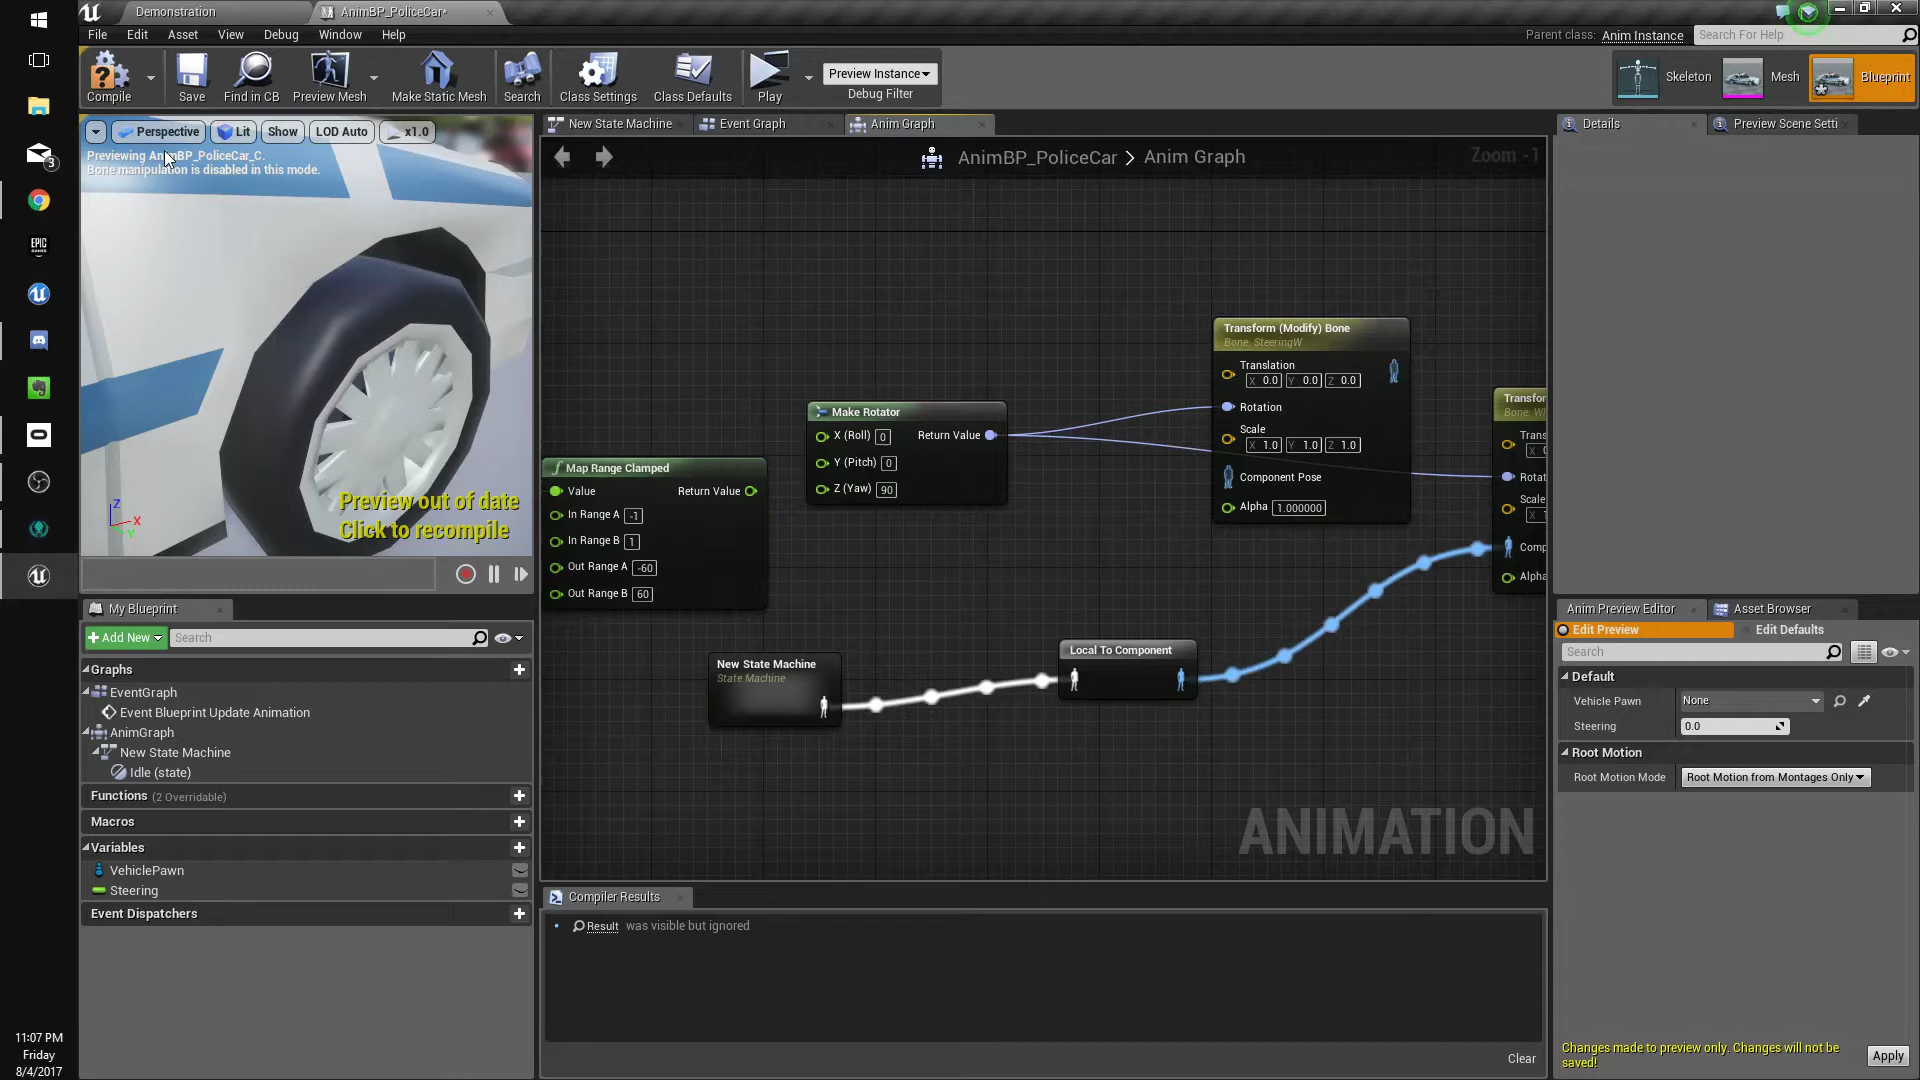 Demonstration
AnimBP_PoliceCar*
File Edit Asset View Debug Window Help
Parent class: Anim Instance
Search For Help
Compile
Save
Find in CB
Preview Mesh
Make Static Mesh
Search
Class Settings
Class Defaults
Play
Preview Instance
Debug Filter
Skeleton
Mesh
Blueprint
Perspective Lit Show LOD Auto x1.0
Previewing AnimBP_PoliceCar_C.
Bone manipulation is disabled in this mode.
Preview out of date
Click to recompile
Z
X
Y
New State Machine
Event Graph
Anim Graph
AnimBP_PoliceCar > Anim Graph
Zoom -1
Map Range Clamped
Value Return Value
In Range A -1
In Range B 1
Out Range A -60
Out Range B 60
Make Rotator
X (Roll) 0 Return Value
Y (Pitch) 0
Z (Yaw) 90
Transform (Modify) Bone
Bone: SteeringW
Translation
X 0.0 Y 0.0 Z 0.0
Rotation
Scale
X 1.0 Y 1.0 Z 1.0
Component Pose
Alpha 1.000000
New State Machine
State Machine
Local To Component
ANIMATION
Compiler Results
Result was visible but ignored
Clear
My Blueprint
+ Add New Search
Graphs
EventGraph
Event Blueprint Update Animation
AnimGraph
New State Machine
Idle (state)
Functions (2 Overridable)
Macros
Variables
VehiclePawn
Steering
Event Dispatchers
Details
Preview Scene Setti
Anim Preview Editor
Asset Browser
Edit Preview Edit Defaults
Search
Default
Vehicle Pawn None
Steering 0.0
Root Motion
Root Motion Mode Root Motion from Montages Only
Changes made to preview only. Changes will not be
saved!
Apply
3
EPIC
GAMES
11:07 PM
Friday
8/4/2017